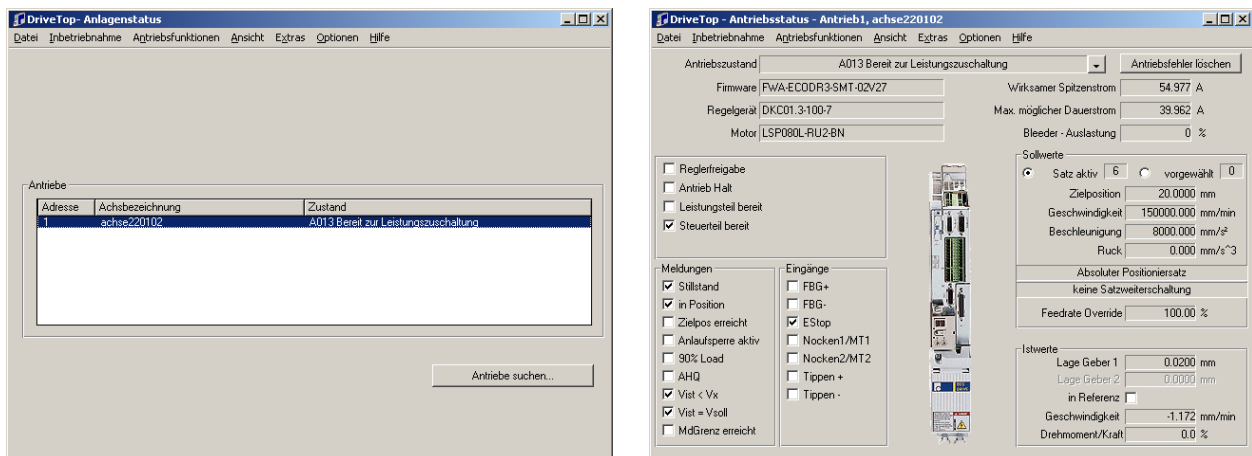 DriveTop- Anlagenstatus
Datei Inbetriebnahme Antriebsfunktionen Ansicht Extras Optionen Hilfe
Antriebe
Adresse Achsbezeichnung Zustand
1 achse220102 A013 Bereit zur Leistungszuschaltung
Antriebe suchen...
DriveTop - Antriebsstatus - Antrieb1, achse220102
Datei Inbetriebnahme Antriebsfunktionen Ansicht Extras Optionen Hilfe
Antriebszustand A013 Bereit zur Leistungszuschaltung Antriebsfehler löschen
Firmware FWA-ECODR3-SMT-02V27 Wirksamer Spitzenstrom 54.977 A
Regelgerät DKC01.3-100-7 Max. möglicher Dauerstrom 39.962 A
Motor LSP080L-RU2-BN Bleeder - Auslastung 0 %
Reglerfreigabe
Antrieb Halt
Leistungsteil bereit
Steuerteil bereit
Meldungen
Stillstand
in Position
Zielpos erreicht
Anlaufsperre aktiv
90% Load
AHQ
Vist < Vx
Vist = Vsoll
MdGrenz erreicht
Eingänge
FBG+
FBG-
EStop
Nocken1/MT1
Nocken2/MT2
Tippen +
Tippen -
Sollwerte
Satz aktiv 6 vorgewählt 0
Zielposition 20.0000 mm
Geschwindigkeit 150000.000 mm/min
Beschleunigung 8000.000 mm/s²
Ruck 0.000 mm/s^3
Absoluter Positioniersatz
keine Satzweiterschaltung
Feedrate Override 100.00 %
Istwerte
Lage Geber 1 0.0200 mm
Lage Geber 2 0.0000 mm
in Referenz
Geschwindigkeit -1.172 mm/min
Drehmoment/Kraft 0.0 %